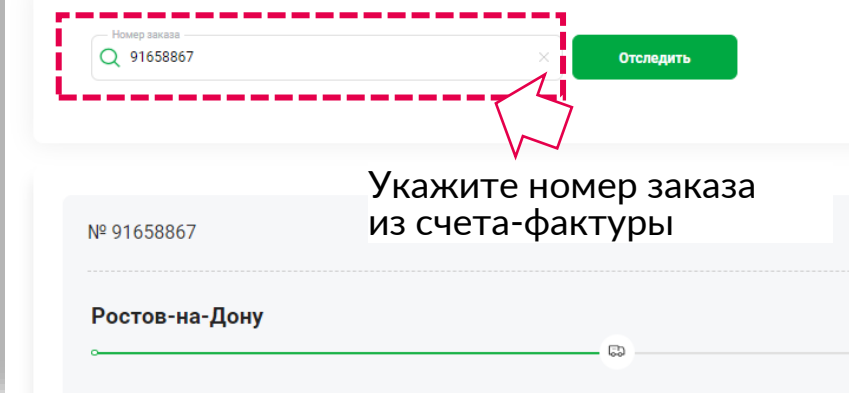 Номер заказа
91658867
Отследить
Укажите номер заказа
из счета-фактуры
№ 91658867
Ростов-на-Дону